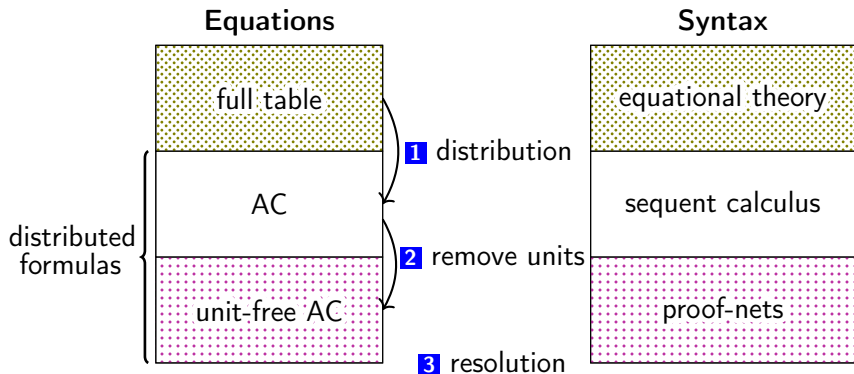 Equations
Syntax
full table
equational theory
1 distribution
AC
sequent calculus
distributed
formulas
2 remove units
unit-free AC
proof-nets
3 resolution